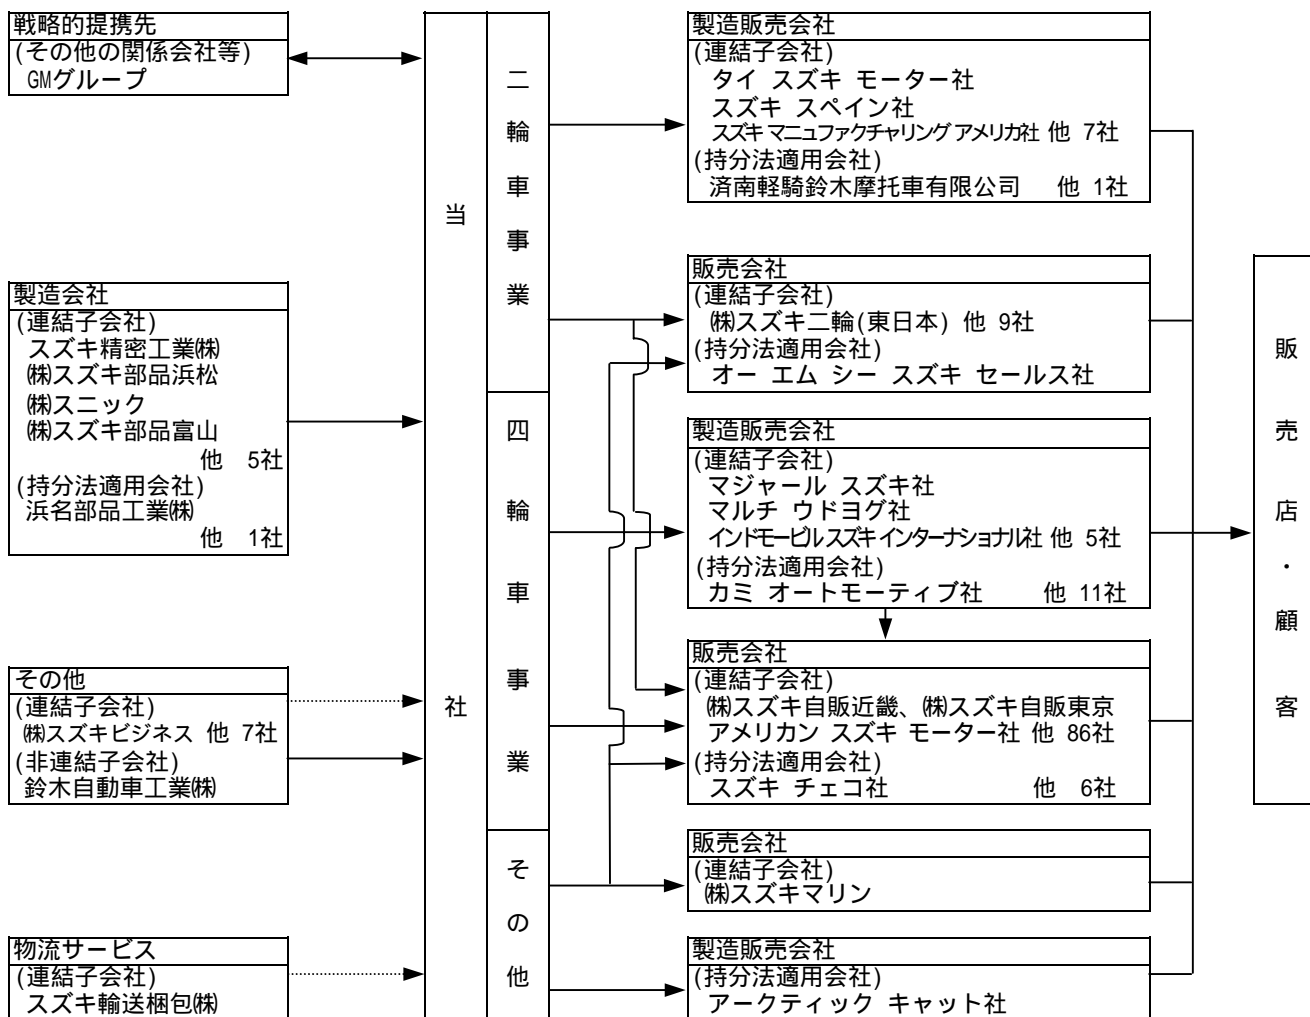 戦略的提携先
(その他の関係会社等)
GMグループ
製造会社
(連結子会社)
スズキ精密工業㈱
㈱スズキ部品浜松
㈱スニック
㈱スズキ部品富山
他 5社
(持分法適用会社)
浜名部品工業㈱
他 1社
その他
(連結子会社)
㈱スズキビジネス 他 7社
(非連結子会社)
鈴木自動車工業㈱
物流サービス
(連結子会社)
スズキ輸送梱包㈱
当社
二輪車事業
四輪車事業
その他
製造販売会社
(連結子会社)
タイ スズキ モーター社
スズキ スペイン社
スズキ マニュファクチャリング アメリカ社 他 7社
(持分法適用会社)
済南軽騎鈴木摩托車有限公司 他 1社
販売会社
(連結子会社)
㈱スズキ二輪(東日本) 他 9社
(持分法適用会社)
オー エム シー スズキ セールス社
製造販売会社
(連結子会社)
マジャール スズキ社
マルチ ウドヨグ社
インドモービル スズキ インターナショナル社 他 5社
(持分法適用会社)
カミ オートモーティブ社 他 11社
販売会社
(連結子会社)
㈱スズキ自販近畿、㈱スズキ自販東京
アメリカン スズキ モーター社 他 86社
(持分法適用会社)
スズキ チェコ社 他 6社
販売会社
(連結子会社)
㈱スズキマリン
製造販売会社
(持分法適用会社)
アークティック キャット社
販売店・顧客